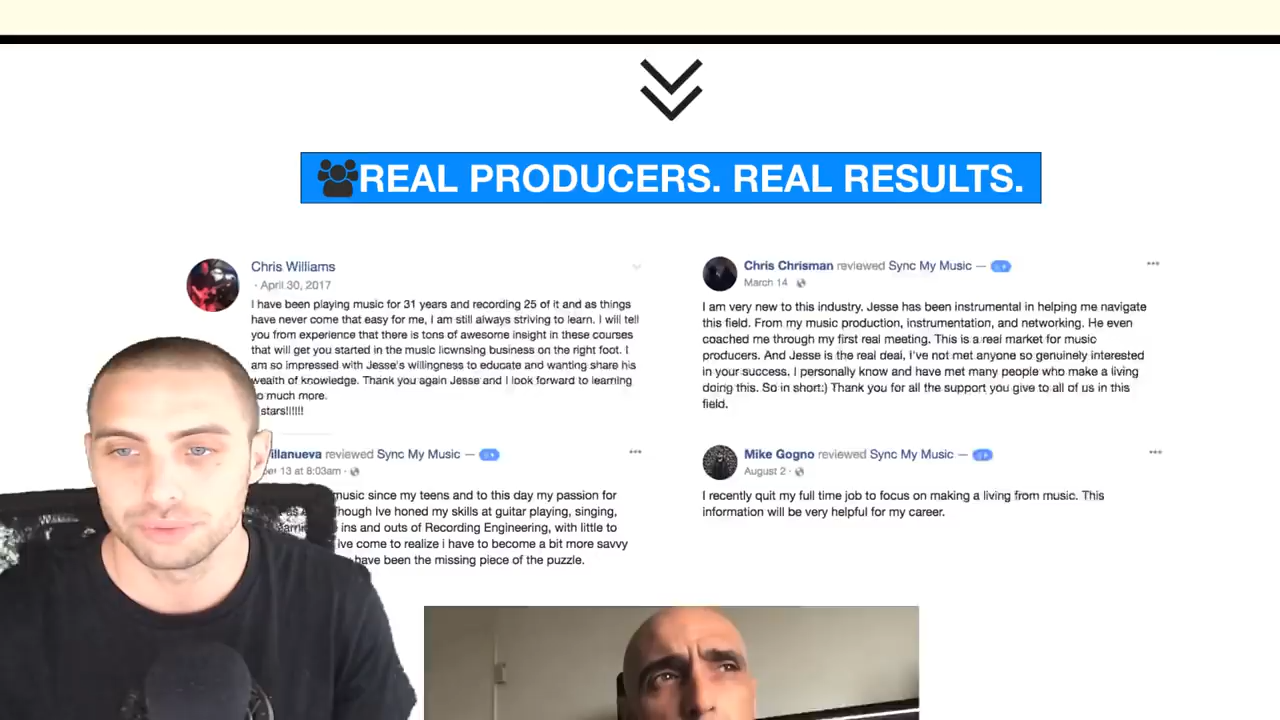 REAL PRODUCERS. REAL RESULTS.
Chris Williams
· April 30, 2017
I have been playing music for 31 years and recording 25 of it and as things
have never come that easy for me, I am still always striving to learn. I will tell
you from experience that there is tons of awesome insight in these courses
that will get you started in the music licwnsing business on the right foot. I
am so impressed with Jesse's willingness to educate and wanting share his
wealth of knowledge. Thank you again Jesse and I look forward to learning
so much more.
stars!!!!!!
Chris Chrisman reviewed Sync My Music —
March 14 ·
I am very new to this industry. Jesse has been instrumental in helping me navigate
this field. From my music production, instrumentation, and networking. He even
coached me through my first real meeting. This is a real market for music
producers. And Jesse is the real deal, I've not met anyone so genuinely interested
in your success. I personally know and have met many people who make a living
doing this. So in short:) Thank you for all the support you give to all of us in this
field.
illanueva reviewed Sync My Music —
13 at 8:03am ·
music since my teens and to this day my passion for
hough Ive honed my skills at guitar playing, singing,
ins and outs of Recording Engineering, with little to
ive come to realize i have to become a bit more savvy
have been the missing piece of the puzzle.
Mike Gogno reviewed Sync My Music —
August 2 ·
I recently quit my full time job to focus on making a living from music. This
information will be very helpful for my career.